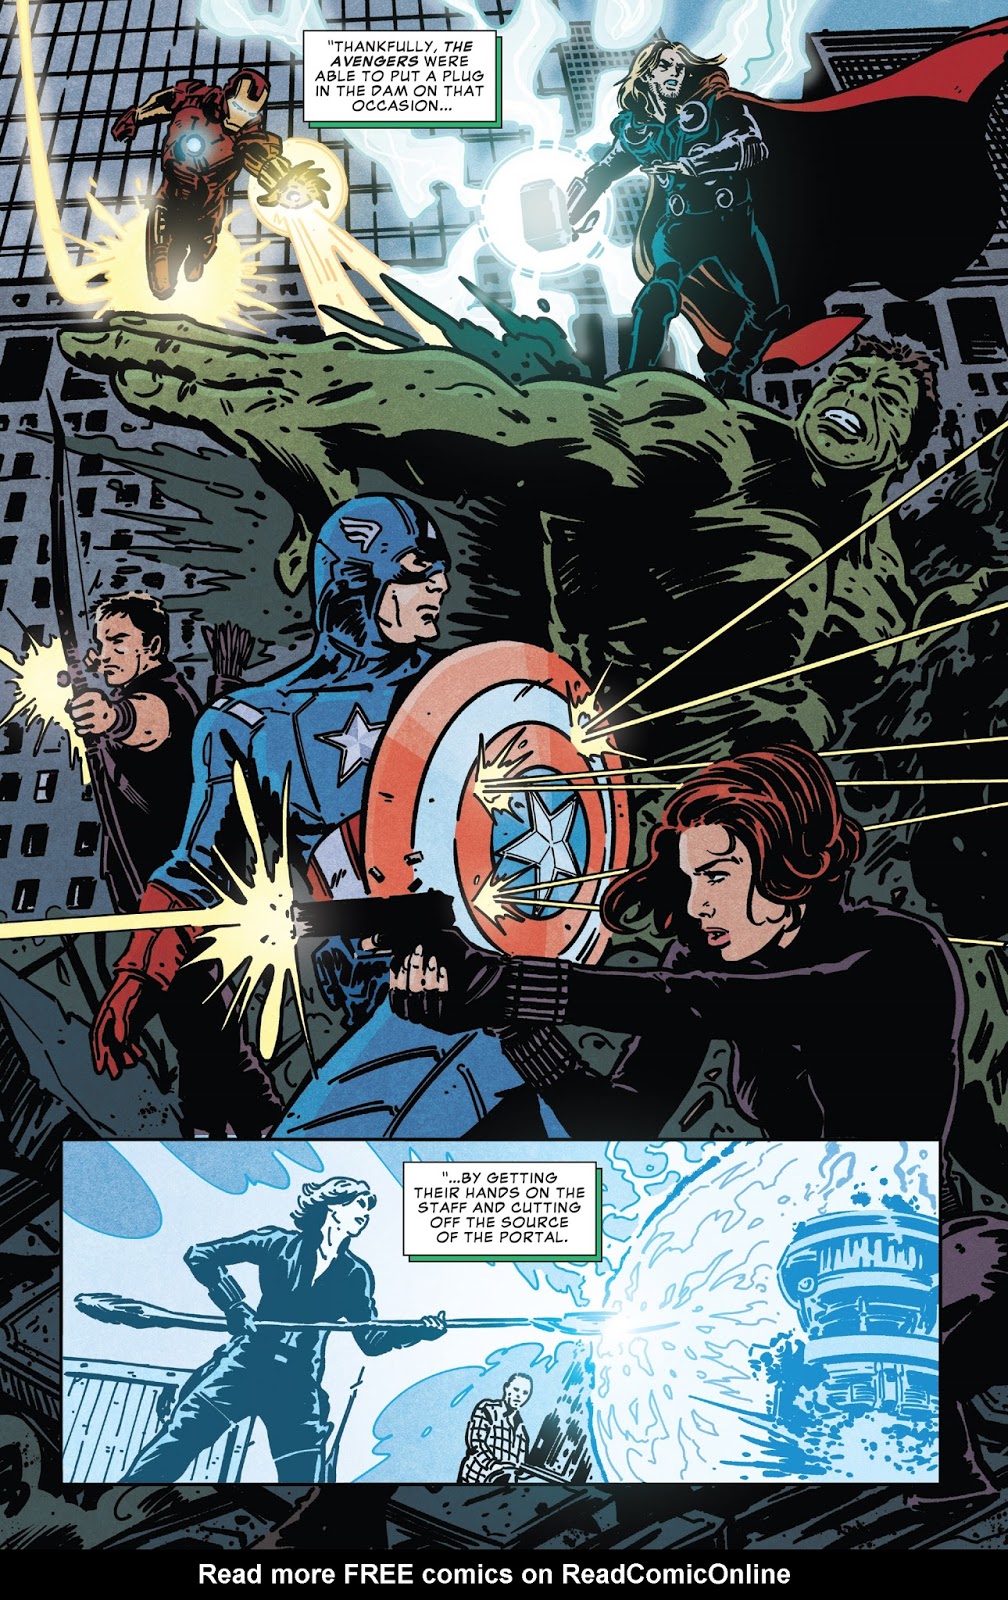 "THANKFULLY, THE
AVENGERS WERE
ABLE TO PUT A PLUG
IN THE DAM ON THAT
OCCASION...
"...BY GETTING
THEIR HANDS ON THE
STAFF AND CUTTING
OFF THE SOURCE
OF THE PORTAL.
Read more FREE comics on ReadComicOnline